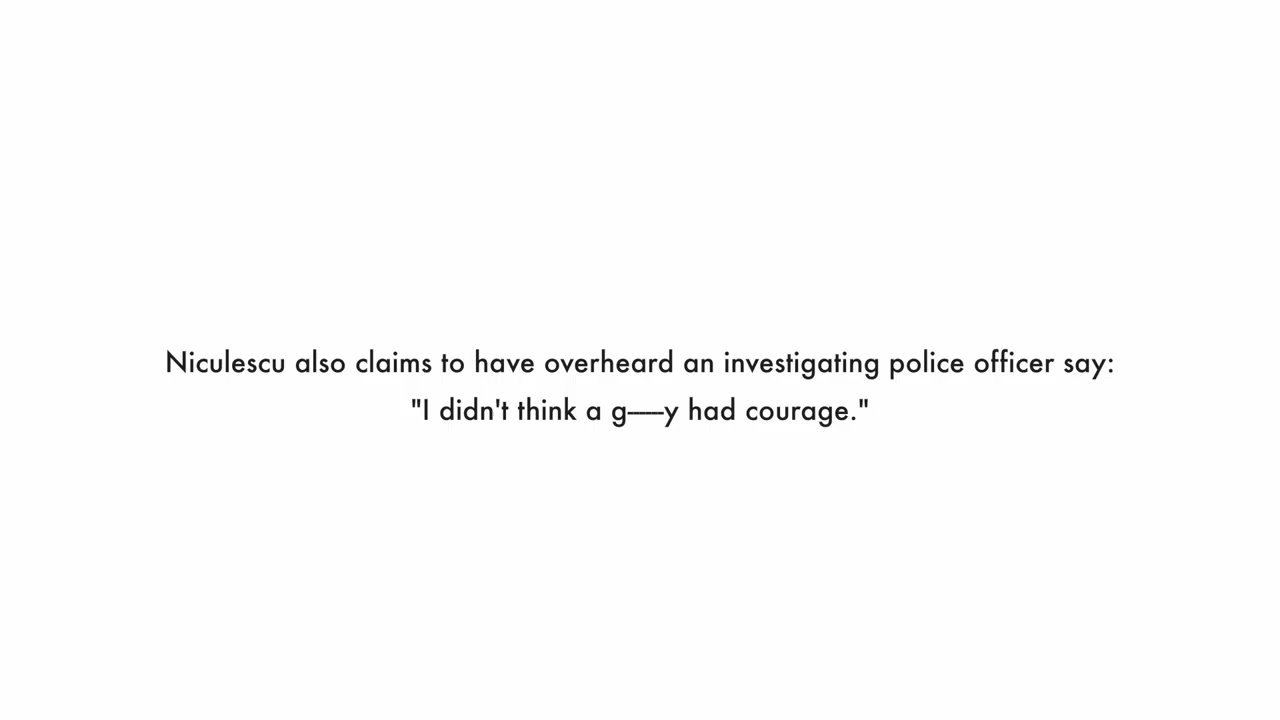 Niculescu also claims to have overheard an investigating police officer say:
"I didn't think a g——y had courage."